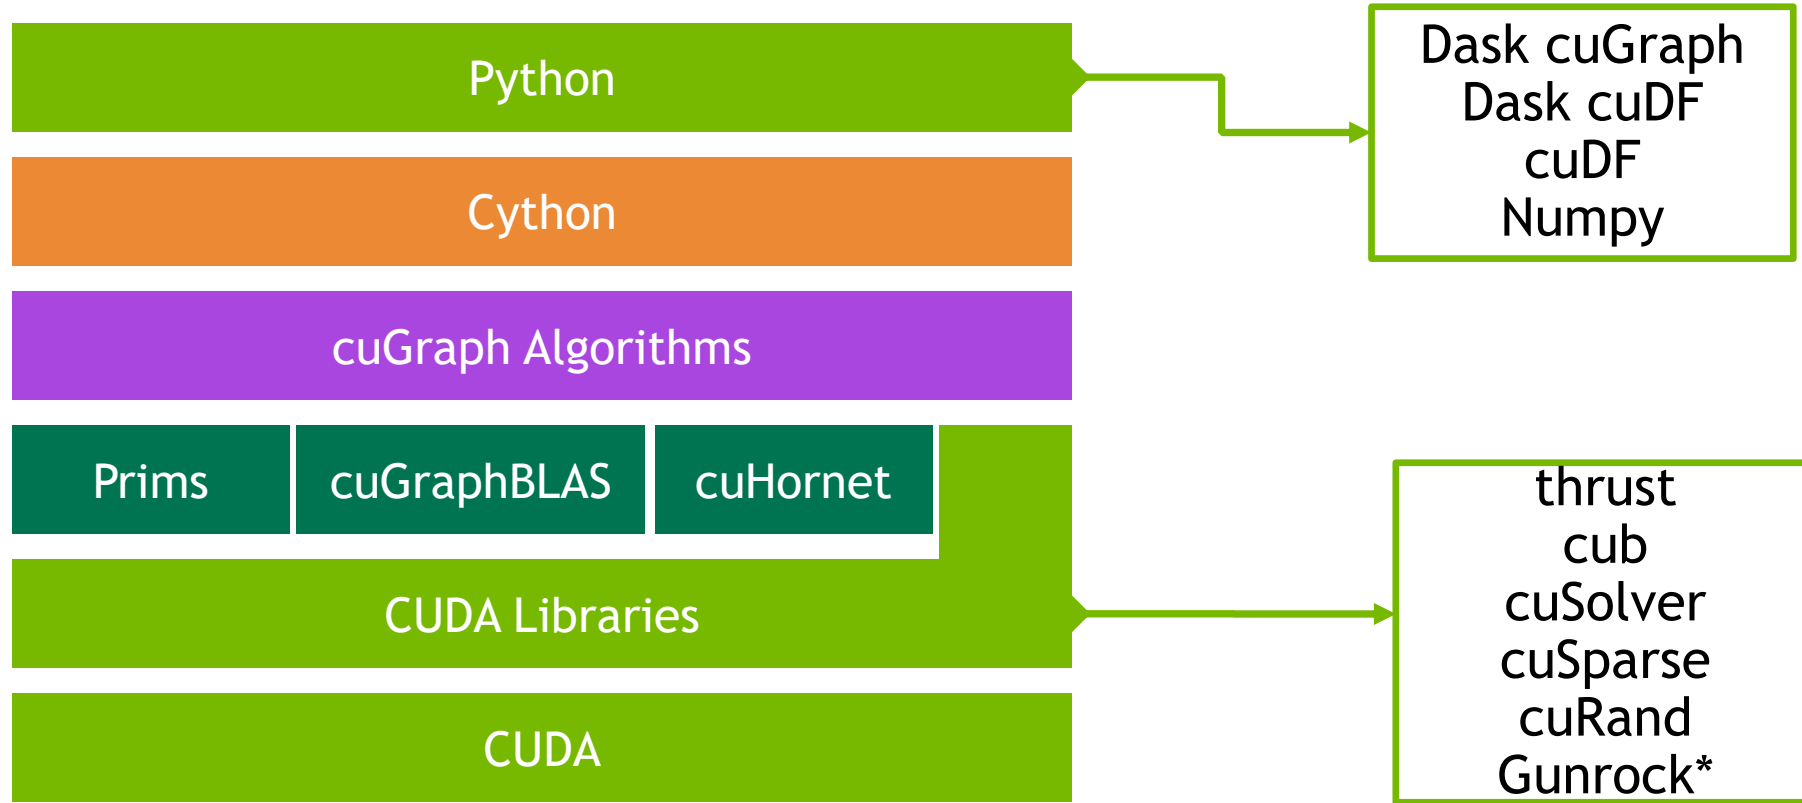 Python
Dask cuGraph
Dask cuDF
cuDF
Numpy
Cython
cuGraph Algorithms
Prims
cuGraphBLAS
cuHornet
CUDA Libraries
thrust
cub
cuSolver
cuSparse
cuRand
Gunrock*
CUDA